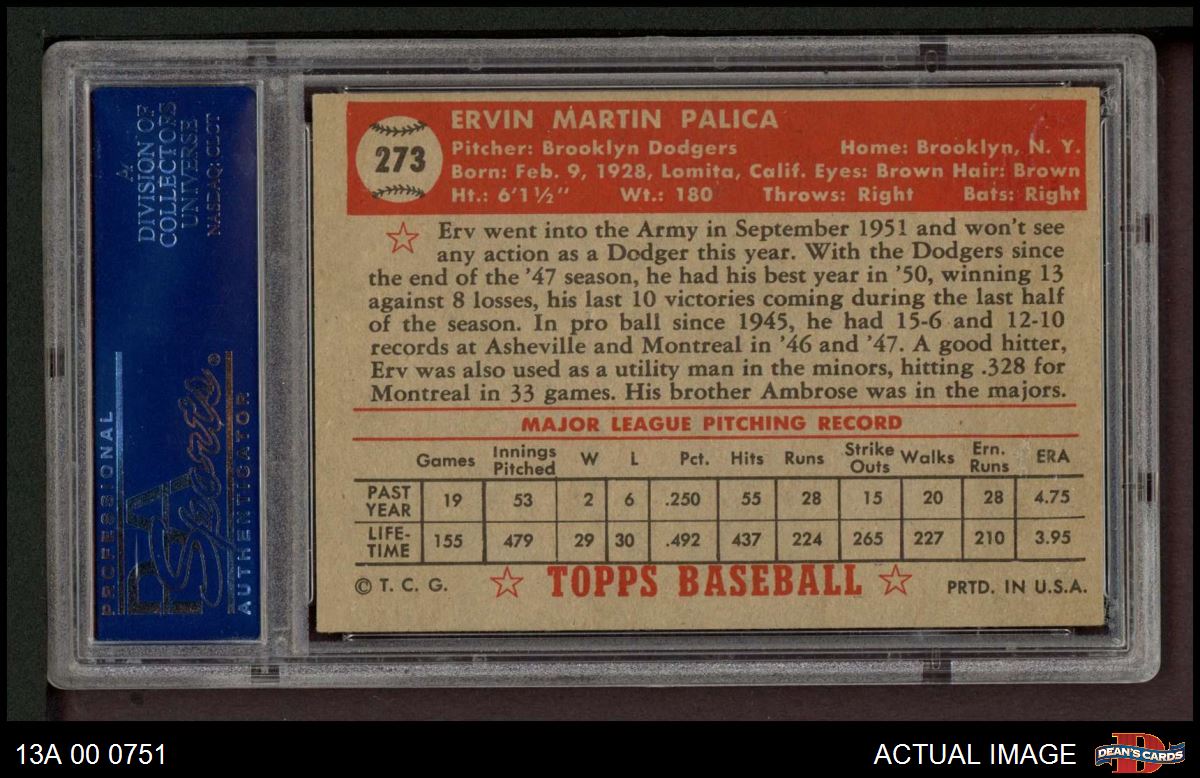 A
DIVISION OF
COLLECTORS
UNIVERSE
NASDAQ: CLCT
PSA
Sports®
PROFESSIONAL
AUTHENTICATOR
273
ERVIN MARTIN PALICA
Pitcher: Brooklyn Dodgers Home: Brooklyn, N. Y.
Born: Feb. 9, 1928, Lomita, Calif. Eyes: Brown Hair: Brown
Ht.: 6'1½" Wt.: 180 Throws: Right Bats: Right
Erv went into the Army in September 1951 and won't see
any action as a Dodger this year. With the Dodgers since
the end of the '47 season, he had his best year in '50, winning 13
against 8 losses, his last 10 victories coming during the last half
of the season. In pro ball since 1945, he had 15-6 and 12-10
records at Asheville and Montreal in '46 and '47. A good hitter,
Erv was also used as a utility man in the minors, hitting .328 for
Montreal in 33 games. His brother Ambrose was in the majors.
MAJOR LEAGUE PITCHING RECORD
Games Innings Pitched W L Pct. Hits Runs Strike Outs Walks Ern. Runs ERA
PAST YEAR 19 53 2 6 .250 55 28 15 20 28 4.75
LIFE-TIME 155 479 29 30 .492 437 224 265 227 210 3.95
© T. C. G. TOPPS BASEBALL PRTD. IN U.S.A.
13A 00 0751
ACTUAL IMAGE
DEAN'S CARDS